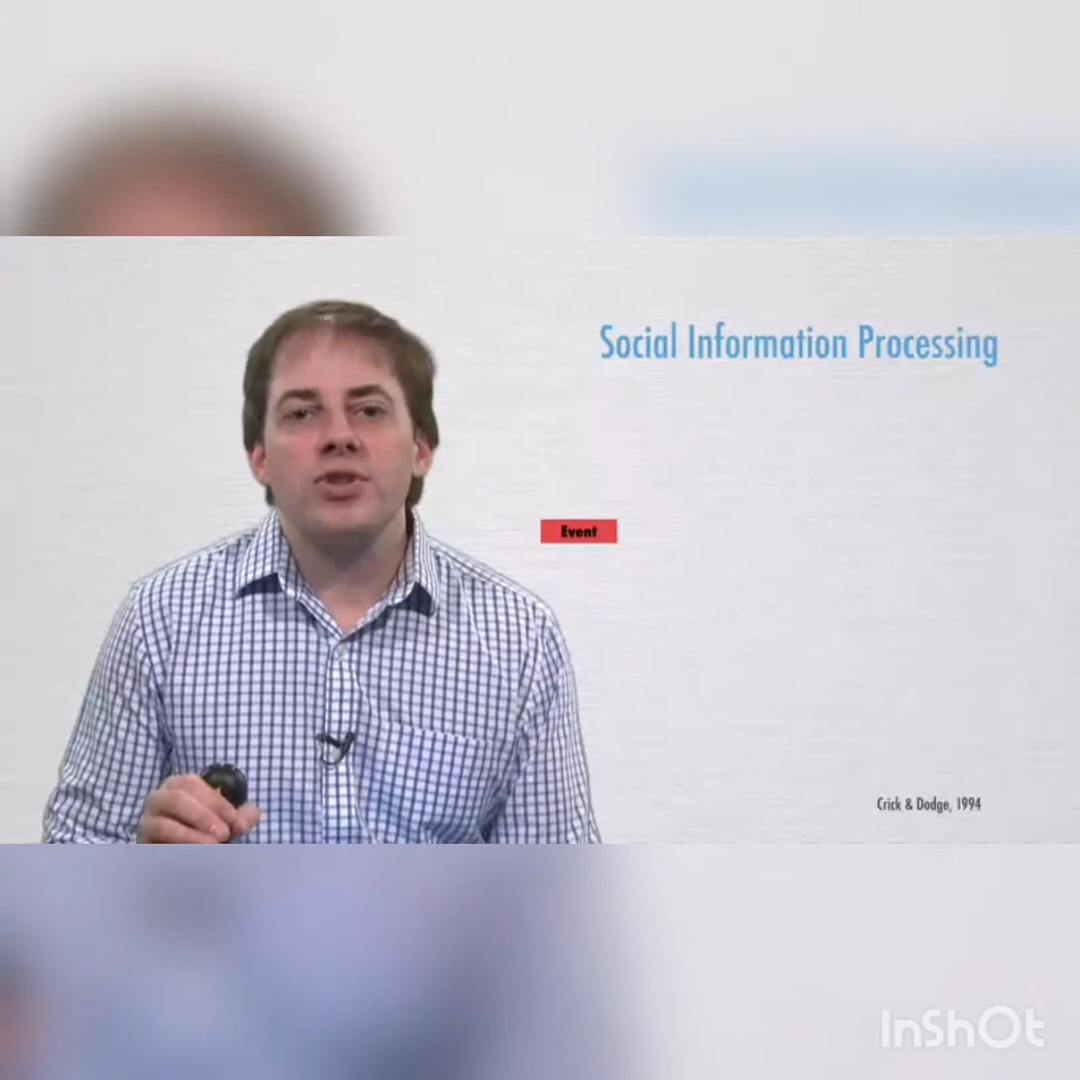 Social Information Processing
Event
Crick & Dodge, 1994
InShOt